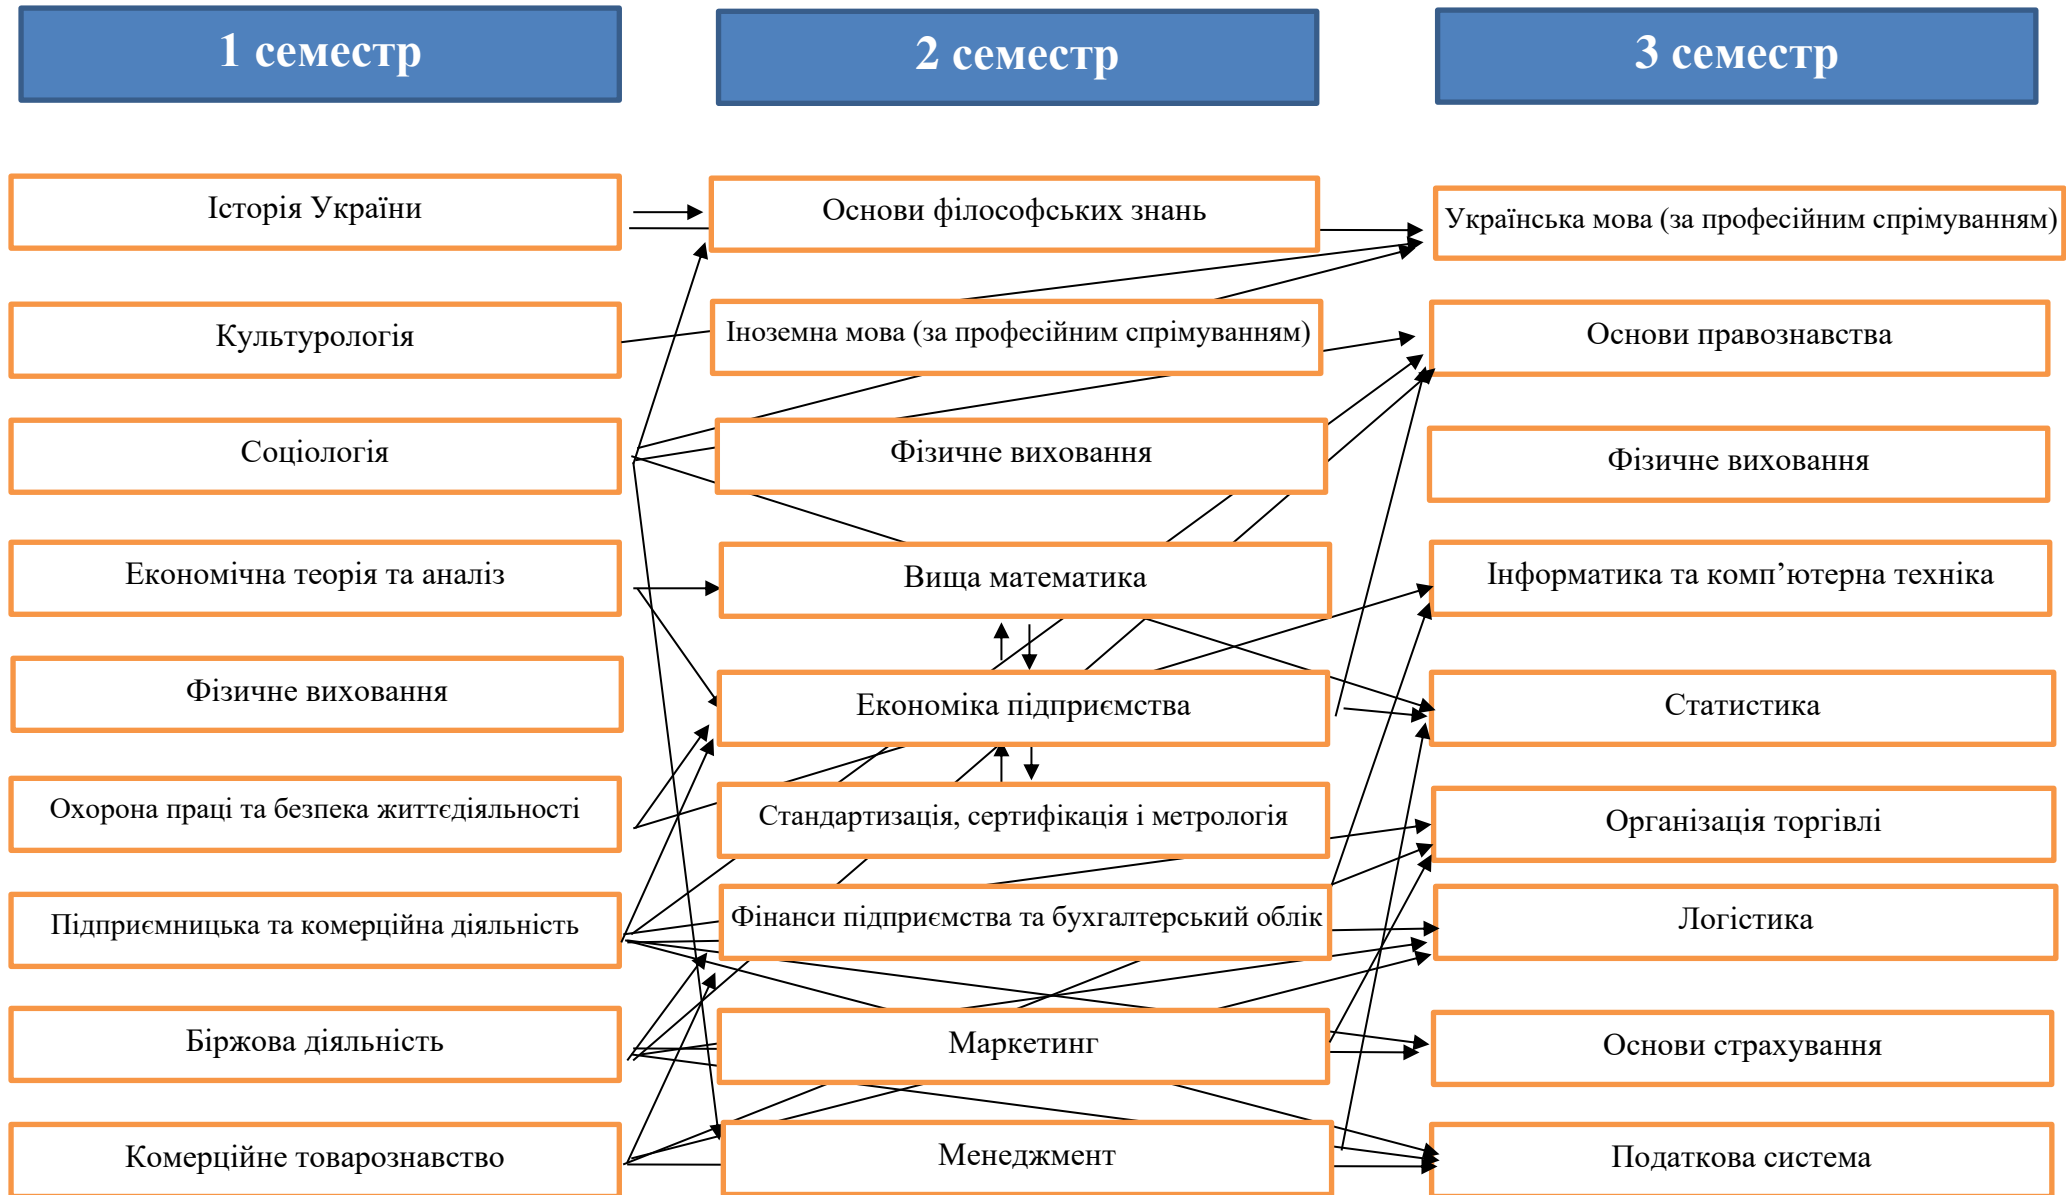 1 семестр
2 семестр
3 семестр
Історія України
Основи філософських знань
Українська мова (за професійним спрімуванням)
Культурологія
Іноземна мова (за професійним спрімуванням)
Основи правознавства
Соціологія
Фізичне виховання
Фізичне виховання
Економічна теорія та аналіз
Вища математика
Інформатика та комп’ютерна техніка
Фізичне виховання
Економіка підприємства
Статистика
Охорона праці та безпека життєдіяльності
Стандартизація, сертифікація і метрологія
Організація торгівлі
Підприємницька та комерційна діяльність
Фінанси підприємства та бухгалтерський облік
Логістика
Біржова діяльність
Маркетинг
Основи страхування
Комерційне товарознавство
Менеджмент
Податкова система